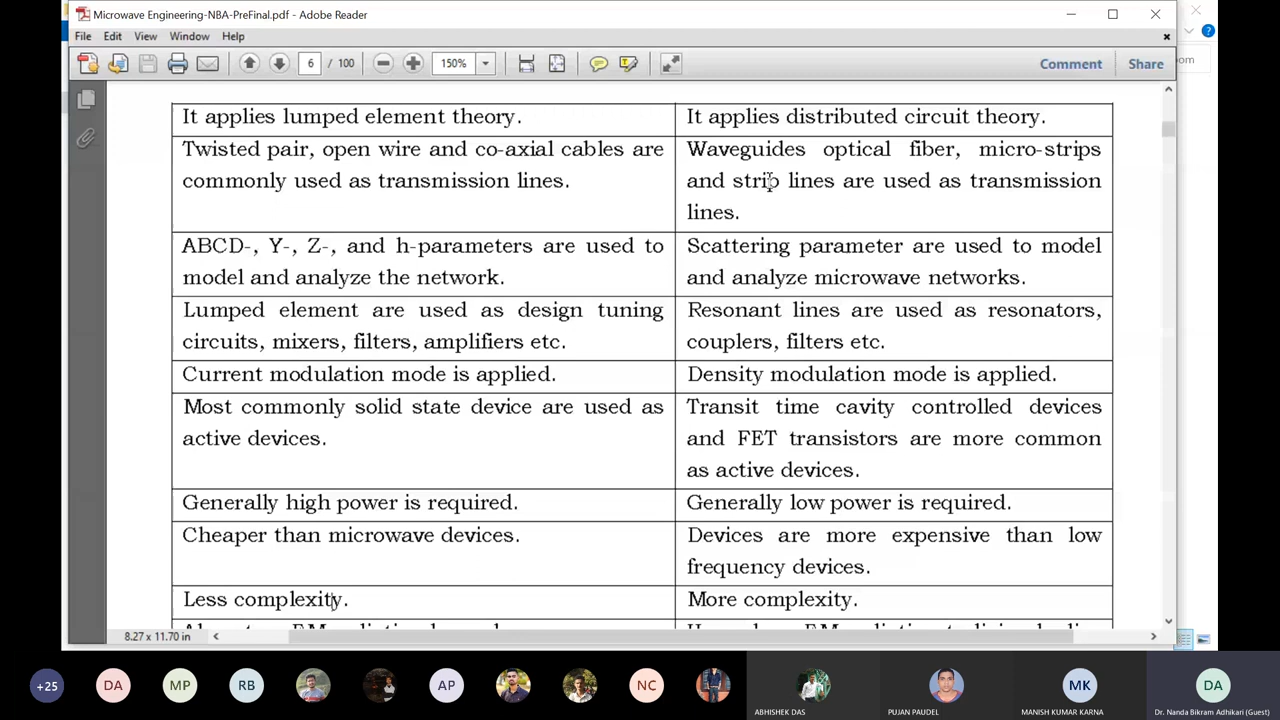 Microwave Engineering-NBA-PreFinal.pdf - Adobe Reader
File Edit View Window Help
6 / 100 150% Comment Share
om
It applies lumped element theory.
It applies distributed circuit theory.
Twisted pair, open wire and co-axial cables are
commonly used as transmission lines.
Waveguides optical fiber, micro-strips
and strip lines are used as transmission
lines.
ABCD-, Y-, Z-, and h-parameters are used to
model and analyze the network.
Scattering parameter are used to model
and analyze microwave networks.
Lumped element are used as design tuning
circuits, mixers, filters, amplifiers etc.
Resonant lines are used as resonators,
couplers, filters etc.
Current modulation mode is applied.
Density modulation mode is applied.
Most commonly solid state device are used as
active devices.
Transit time cavity controlled devices
and FET transistors are more common
as active devices.
Generally high power is required.
Generally low power is required.
Cheaper than microwave devices.
Devices are more expensive than low
frequency devices.
Less complexity.
More complexity.
8.27 x 11.70 in
+25 DA MP RB AP NC MK DA
ABHISHEK DAS PUJAN PAUDEL MANISH KUMAR KARNA Dr. Nanda Bikram Adhikari (Guest)